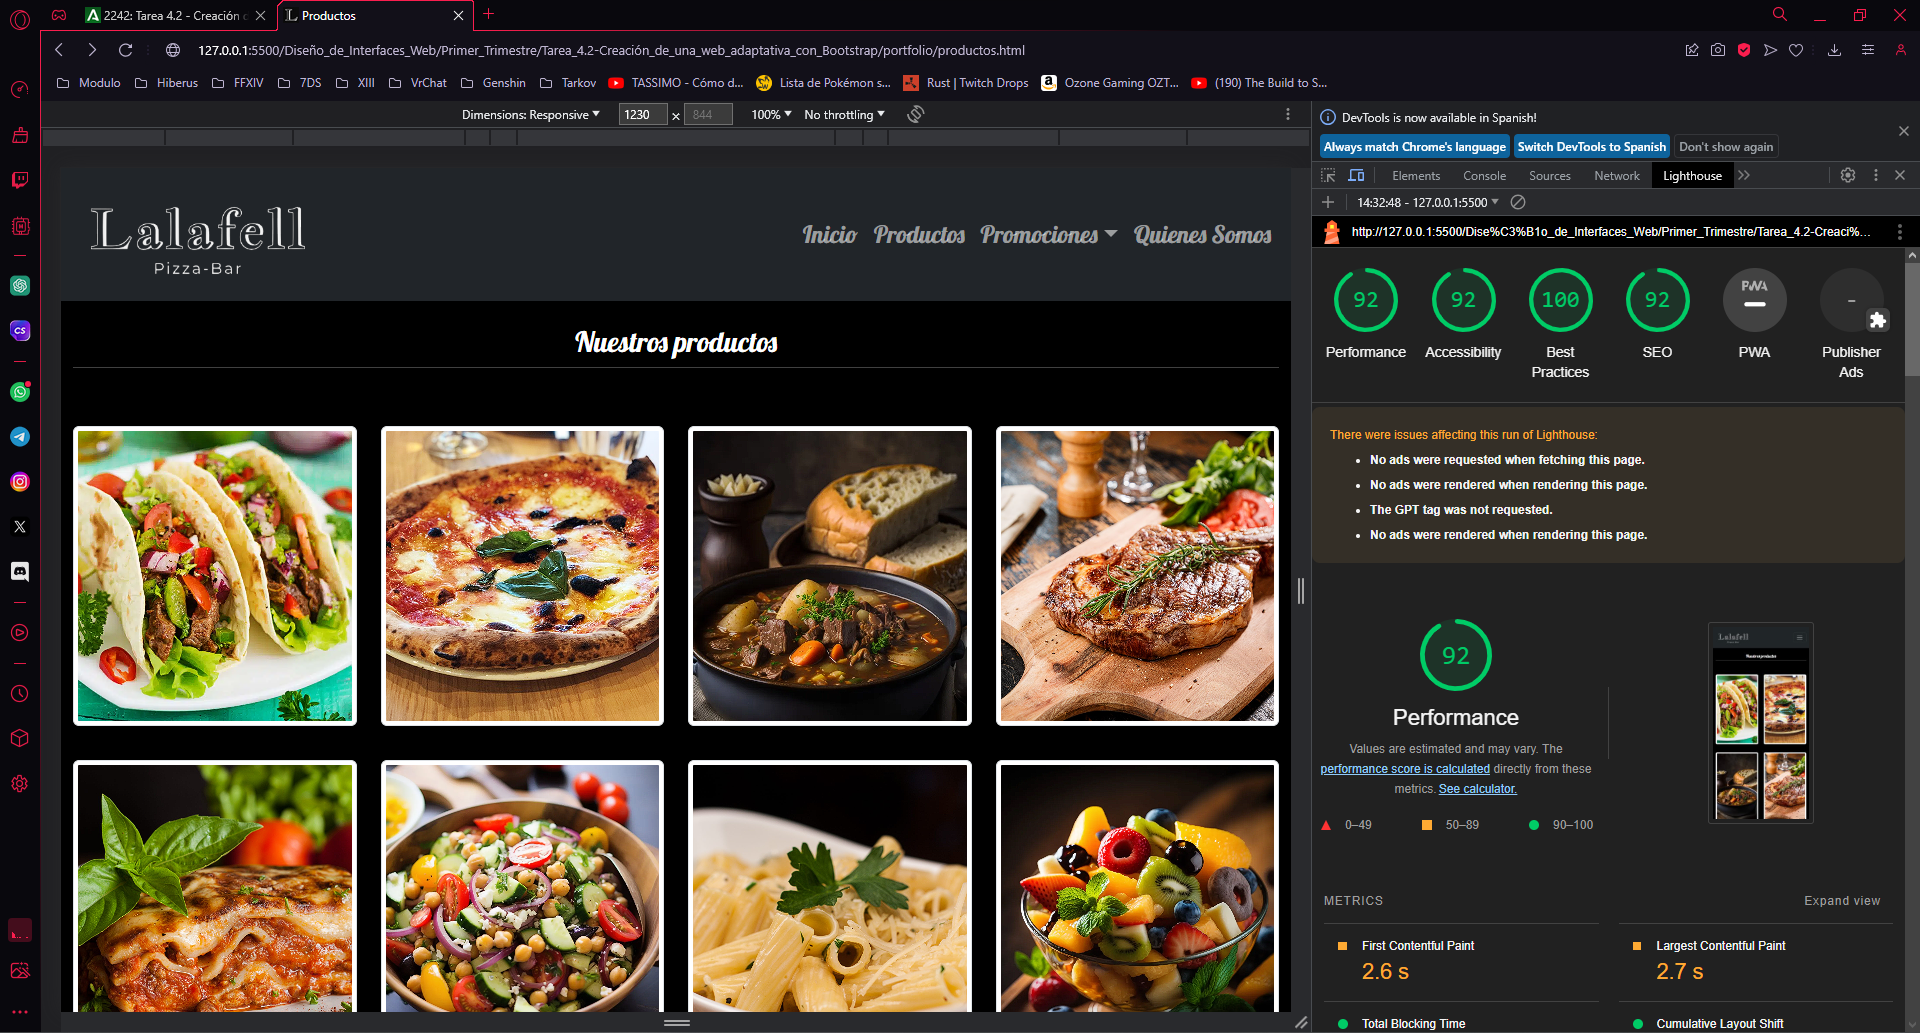 2242: Tarea 4.2 - Creación d
Productos
127.0.0.1:5500/Diseño_de_Interfaces_Web/Primer_Trimestre/Tarea_4.2-Creación_de_una_web_adaptativa_con_Bootstrap/portfolio/productos.html
Modulo
Hiberus
FFXIV
7DS
XIII
VrChat
Genshin
Tarkov
TASSIMO - Cómo d...
Lista de Pokémon s...
Rust | Twitch Drops
Ozone Gaming OZT...
(190) The Build to S...
Dimensions: Responsive
1230 × 844
100%
No throttling
DevTools is now available in Spanish!
Always match Chrome's language
Switch DevTools to Spanish
Don't show again
Elements
Console
Sources
Network
Lighthouse
14:32:48 - 127.0.0.1:5500
http://127.0.0.1:5500/Dise%C3%B1o_de_Interfaces_Web/Primer_Trimestre/Tarea_4.2-Creaci%...
Lalafell
Pizza-Bar
Inicio
Productos
Promociones
Quienes Somos
Nuestros productos
92
Performance
92
Accessibility
100
Best
Practices
92
SEO
PWA
PWA
-
Publisher
Ads
There were issues affecting this run of Lighthouse:
No ads were requested when fetching this page.
No ads were rendered when rendering this page.
The GPT tag was not requested.
No ads were rendered when rendering this page.
92
Performance
Values are estimated and may vary. The
performance score is calculated directly from these
metrics. See calculator.
0–49
50–89
90–100
Lalafell
Nuestros productos
METRICS
Expand view
First Contentful Paint
2.6 s
Largest Contentful Paint
2.7 s
Total Blocking Time
Cumulative Layout Shift